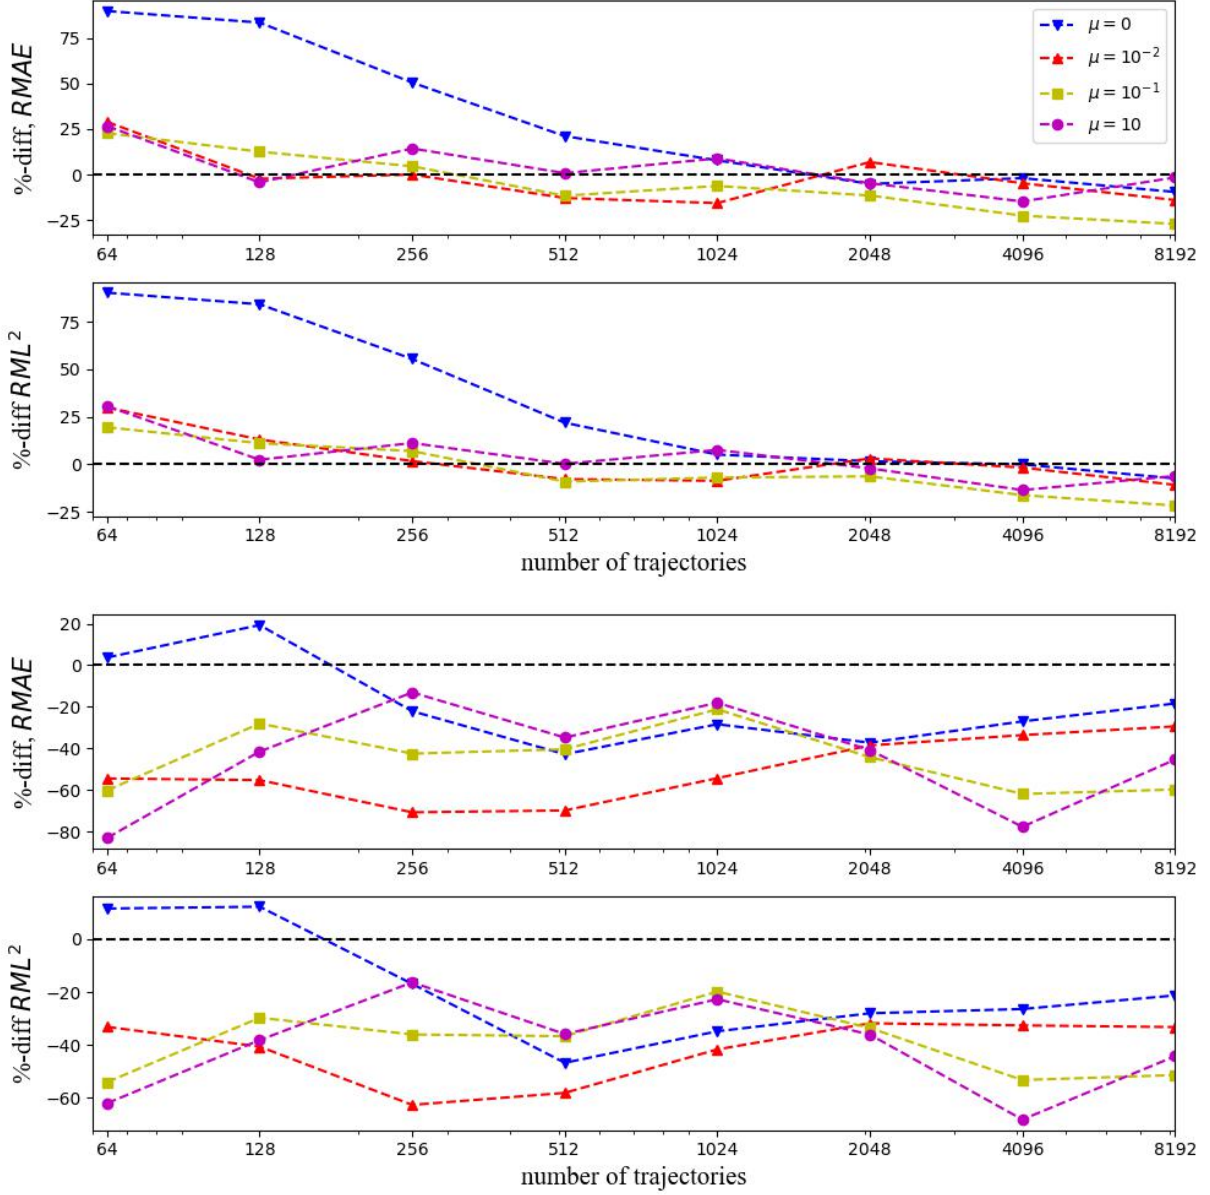 %-diff, RMAE
75
50
25
0
−25
μ = 0
μ = 10⁻²
μ = 10⁻¹
μ = 10
64 128 256 512 1024 2048 4096 8192
%-diff RML²
75
50
25
0
−25
64 128 256 512 1024 2048 4096 8192
number of trajectories
%-diff, RMAE
20
0
−20
−40
−60
−80
64 128 256 512 1024 2048 4096 8192
%-diff RML²
0
−20
−40
−60
64 128 256 512 1024 2048 4096 8192
number of trajectories